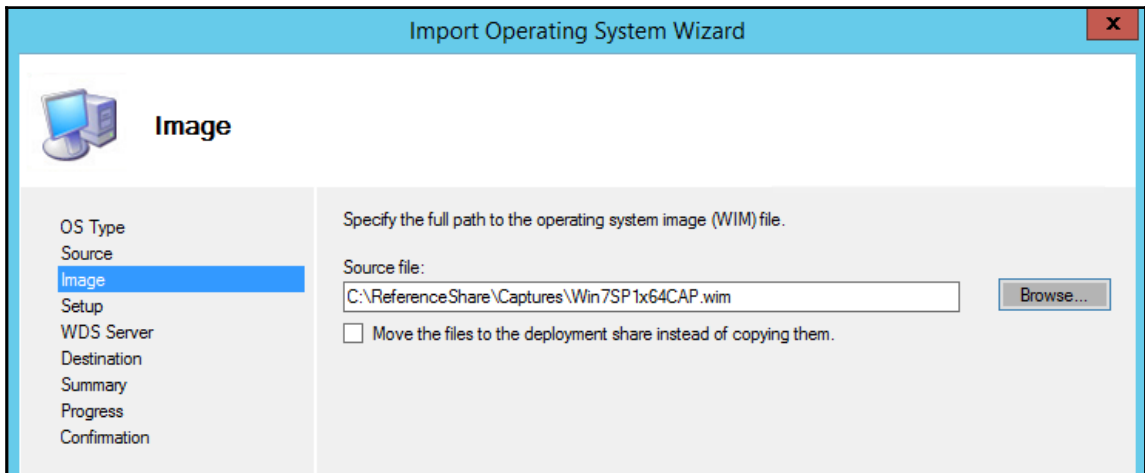 Import Operating System Wizard
x
Image
OS Type
Source
Image
Setup
WDS Server
Destination
Summary
Progress
Confirmation
Specify the full path to the operating system image (WIM) file.
Source file:
C:\ReferenceShare\Captures\Win7SP1x64CAP.wim
Browse...
Move the files to the deployment share instead of copying them.